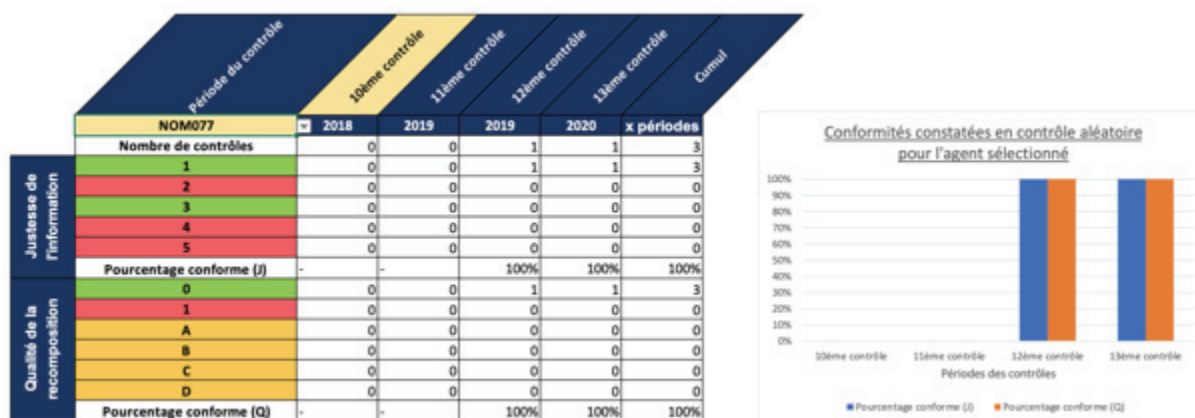 Période du contrôle 10ème contrôle 11ème contrôle 12ème contrôle 13ème contrôle Cumul
NOM077 2018 2019 2019 2020 x périodes
Nombre de contrôles 0 0 1 1 3
Justesse de l'information
1 0 0 1 1 3
2 0 0 0 0 0
3 0 0 0 0 0
4 0 0 0 0 0
5 0 0 0 0 0
Pourcentage conforme (J) - - 100% 100% 100%
Qualité de la recomposition
0 0 0 1 1 3
1 0 0 0 0 0
A 0 0 0 0 0
B 0 0 0 0 0
C 0 0 0 0 0
D 0 0 0 0 0
Pourcentage conforme (Q) - - 100% 100% 100%
Conformités constatées en contrôle aléatoire
pour l'agent sélectionné
100%
90%
80%
70%
60%
50%
40%
30%
20%
10%
0%
10ème contrôle 11ème contrôle 12ème contrôle 13ème contrôle
Périodes des contrôles
Pourcentage conforme (J) Pourcentage conforme (Q)